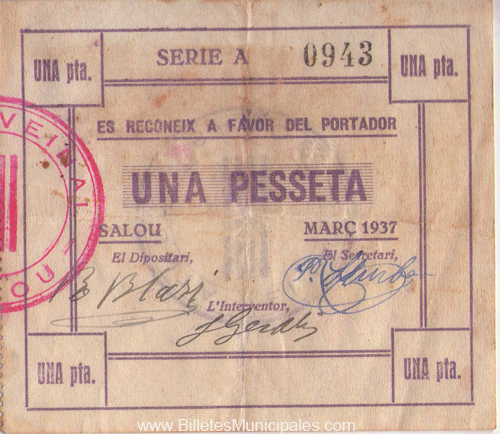 UNA pta.
SERIE A 0943
UNA pta.
ES RECONEIX A FAVOR DEL PORTADOR
UNA PESSETA
SALOU MARÇ 1937
El Dipositari, El Secretari,
L'Interventor,
UNA pta.
UNA pta.
www.BilletesMunicipales.com